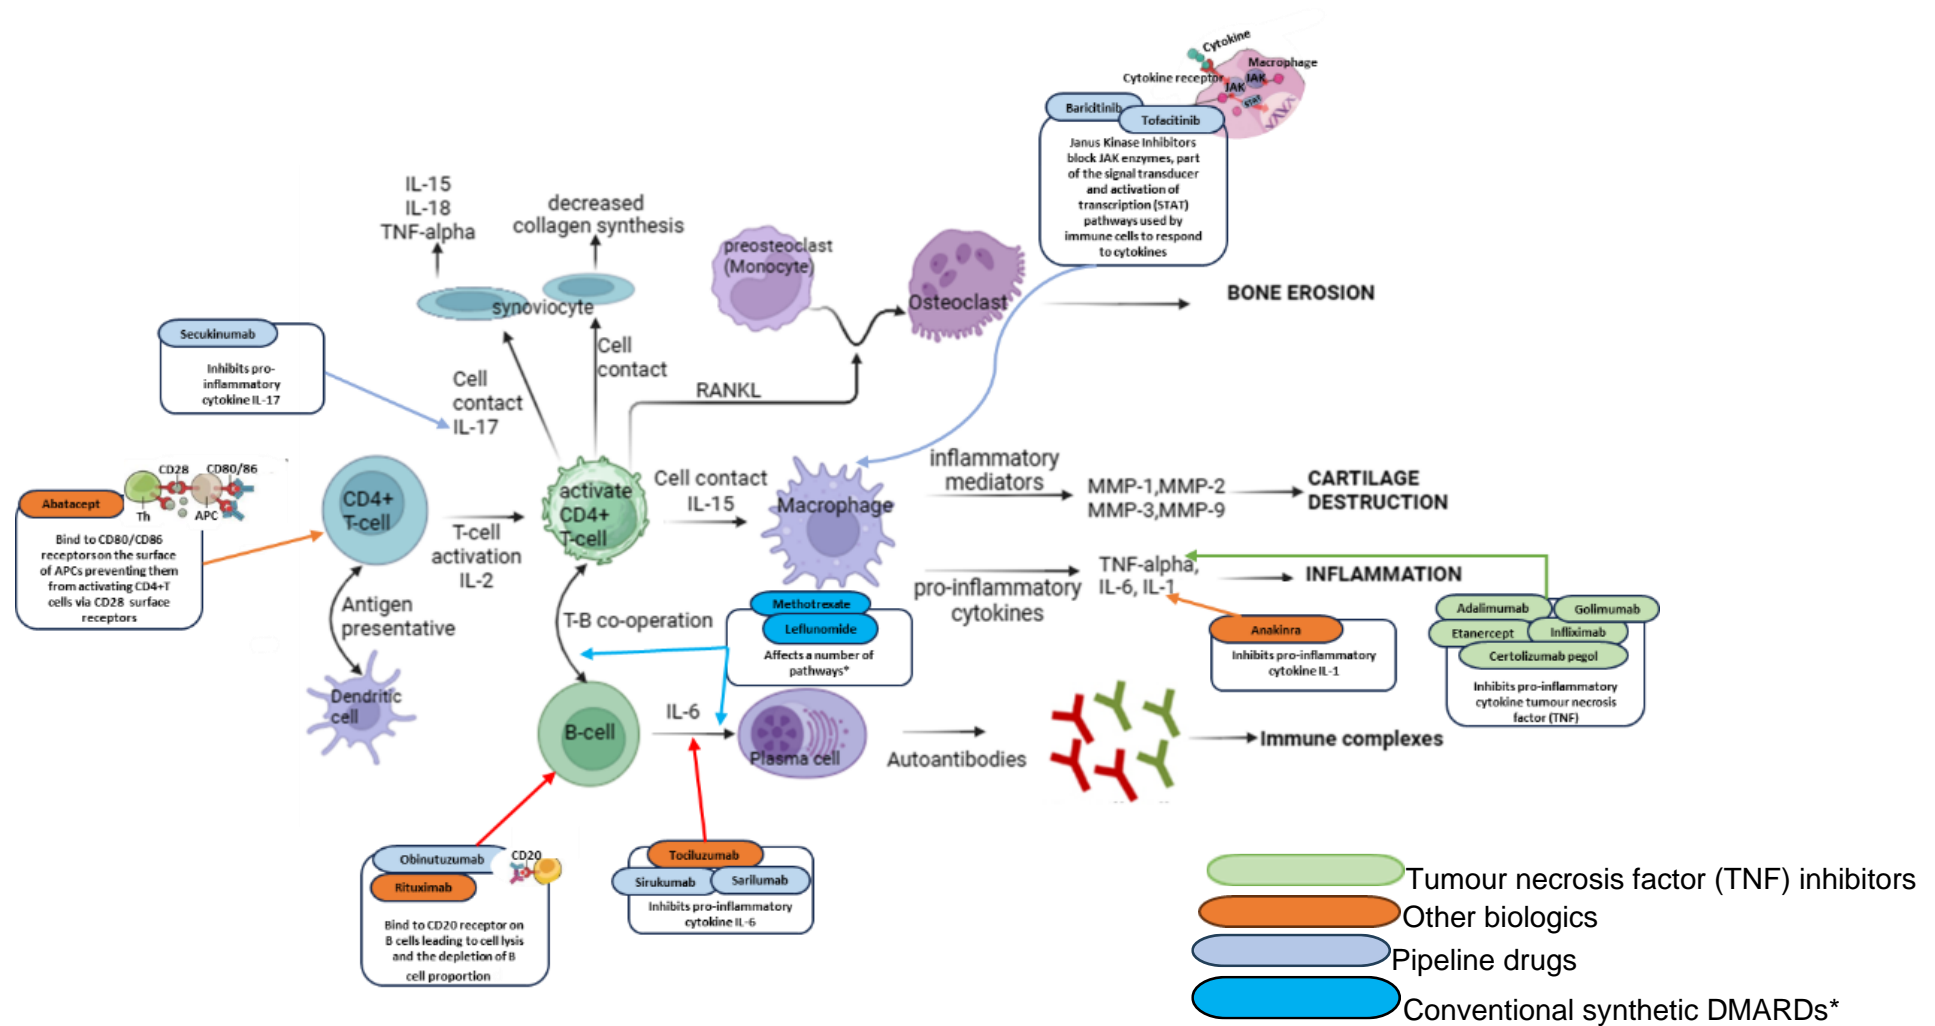 Cytokine
Macrophage
Cytokine receptor
JAK
JAK
STAT
Baricitinib
Tofacitinib
Janus Kinase Inhibitors
block JAK enzymes, part
of the signal transducer
and activation of
transcription (STAT)
pathways used by
immune cells to respond
to cytokines
IL-15
IL-18
TNF-alpha
decreased
collagen synthesis
synoviocyte
preosteoclast
(Monocyte)
Osteoclast
BONE EROSION
Secukinumab
Inhibits pro-
inflammatory
cytokine IL-17
Cell
contact
IL-17
Cell
contact
RANKL
CD28
CD80/86
Th
APC
Abatacept
Bind to CD80/CD86
receptors on the surface
of APCs preventing them
from activating CD4+T
cells via CD28 surface
receptors
CD4+
T-cell
T-cell
activation
IL-2
activate
CD4+
T-cell
Cell contact
IL-15
Macrophage
inflammatory
mediators
MMP-1,MMP-2
MMP-3,MMP-9
CARTILAGE
DESTRUCTION
pro-inflammatory
cytokines
TNF-alpha,
IL-6, IL-1
INFLAMMATION
Antigen
presentative
Dendritic
cell
T-B co-operation
Methotrexate
Leflunomide
Affects a number of
pathways*
Anakinra
Inhibits pro-inflammatory
cytokine IL-1
Adalimumab
Golimumab
Etanercept
Infliximab
Certolizumab pegol
Inhibits pro-inflammatory
cytokine tumour necrosis
factor (TNF)
B-cell
IL-6
Plasma cell
Autoantibodies
Immune complexes
Obinutuzumab
CD20
Rituximab
Bind to CD20 receptor on
B cells leading to cell lysis
and the depletion of B
cell proportion
Tociluzumab
Sirukumab
Sarilumab
Inhibits pro-inflammatory
cytokine IL-6
Tumour necrosis factor (TNF) inhibitors
Other biologics
Pipeline drugs
Conventional synthetic DMARDs*